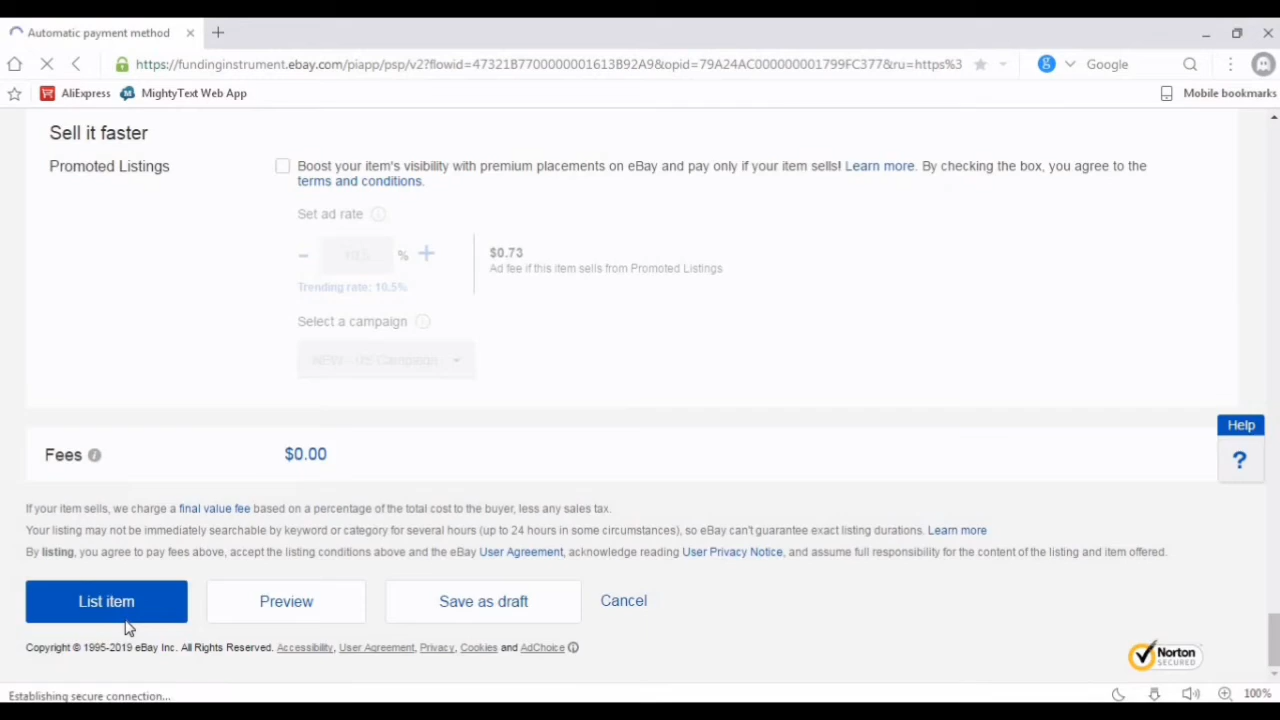 Automatic payment method
https://fundinginstrument.ebay.com/piapp/psp/v2?flowid=47321B7700000001613B92A9&opid=79A24AC000000001799FC377&ru=https%3
g
Google
AliExpress
MightyText Web App
Mobile bookmarks
Sell it faster
Promoted Listings
Boost your item's visibility with premium placements on eBay and pay only if your item sells! Learn more. By checking the box, you agree to the
terms and conditions.
Set ad rate
− 10.5 % +
$0.73
Ad fee if this item sells from Promoted Listings
Trending rate: 10.5%
Select a campaign
Help
?
Fees
$0.00
If your item sells, we charge a final value fee based on a percentage of the total cost to the buyer, less any sales tax.
Your listing may not be immediately searchable by keyword or category for several hours (up to 24 hours in some circumstances), so eBay can't guarantee exact listing durations. Learn more
By listing, you agree to pay fees above, accept the listing conditions above and the eBay User Agreement, acknowledge reading User Privacy Notice, and assume full responsibility for the content of the listing and item offered.
List item
Preview
Save as draft
Cancel
Copyright © 1995-2019 eBay Inc. All Rights Reserved. Accessibility, User Agreement, Privacy, Cookies and AdChoice
Norton
SECURED
Establishing secure connection...
100%